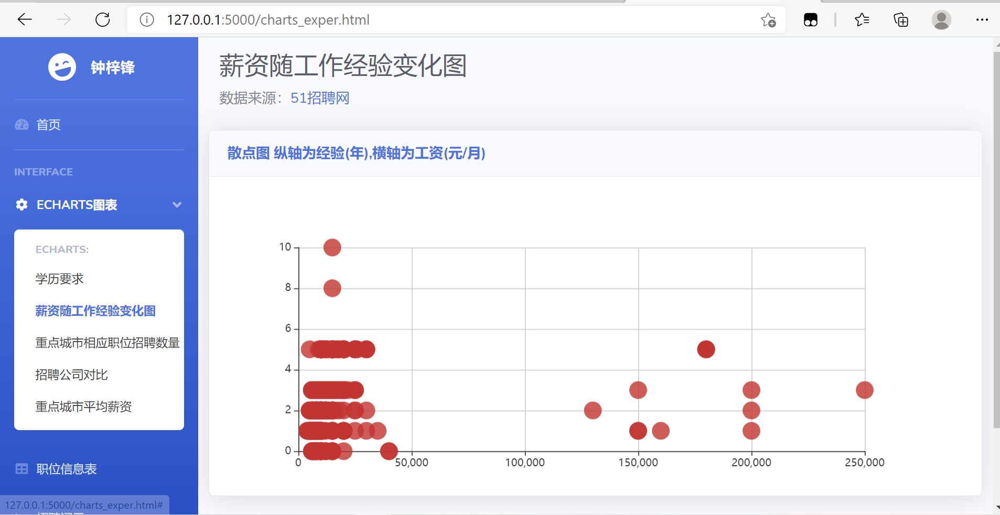 127.0.0.1:5000/charts_exper.html
钟梓锋
首页
INTERFACE
ECHARTS图表
ECHARTS:
学历要求
薪资随工作经验变化图
重点城市相应职位招聘数量
招聘公司对比
重点城市平均薪资
职位信息表
127.0.0.1:5000/charts_exper.html#
薪资随工作经验变化图
数据来源：51招聘网
散点图 纵轴为经验(年),横轴为工资(元/月)
10
8
6
4
2
0
0 50,000 100,000 150,000 200,000 250,000